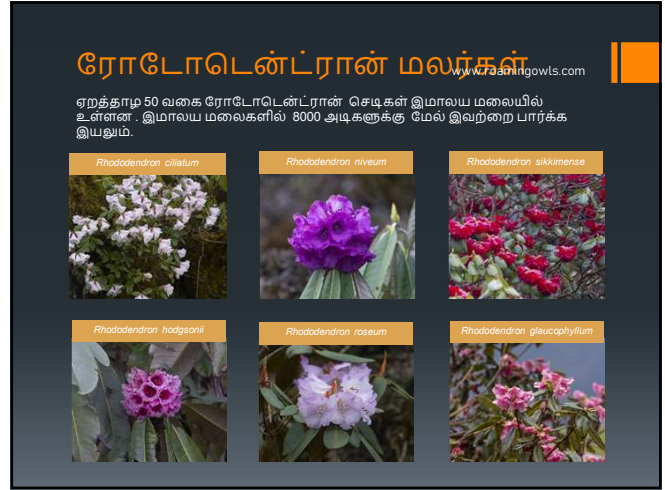 ரோடோடென்ட்ரான் மலர்கள்
www.roamingowls.com
ஏறத்தாழ 50 வகை ரோடோடென்ட்ரான் செடிகள் இமாலய மலையில்
உள்ளன . இமாலய மலைகளில் 8000 அடிகளுக்கு மேல் இவற்றை பார்க்க
இயலும்.
Rhododendron ciliatum
Rhododendron niveum
Rhododendron sikkimense
Rhododendron hodgsonii
Rhododendron roseum
Rhododendron glaucophyllum